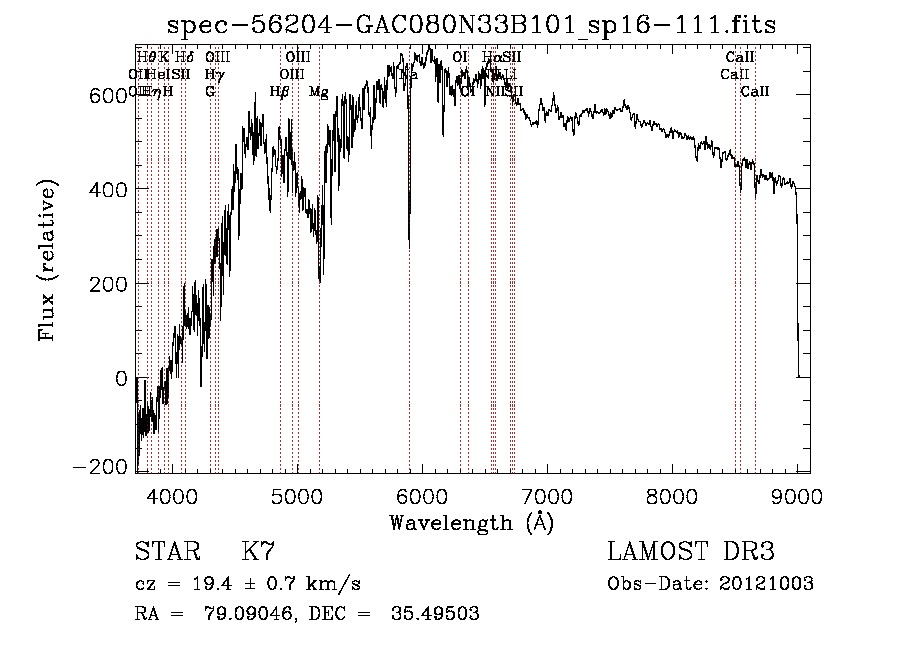 spec-56204-GAC080N33B101_sp16-111.fits
Hθ K Hδ OIII OIII OI Hα SII CaII
OII HeI SII Hγ OIII Na Li CaII
OII Hη H G Hβ Mg CI NII SII CaII
600
400
200
0
-200
Flux (relative)
4000 5000 6000 7000 8000 9000
Wavelength (Å)
STAR K7 LAMOST DR3
cz = 19.4 ± 0.7 km/s Obs-Date: 20121003
RA = 79.09046, DEC = 35.49503